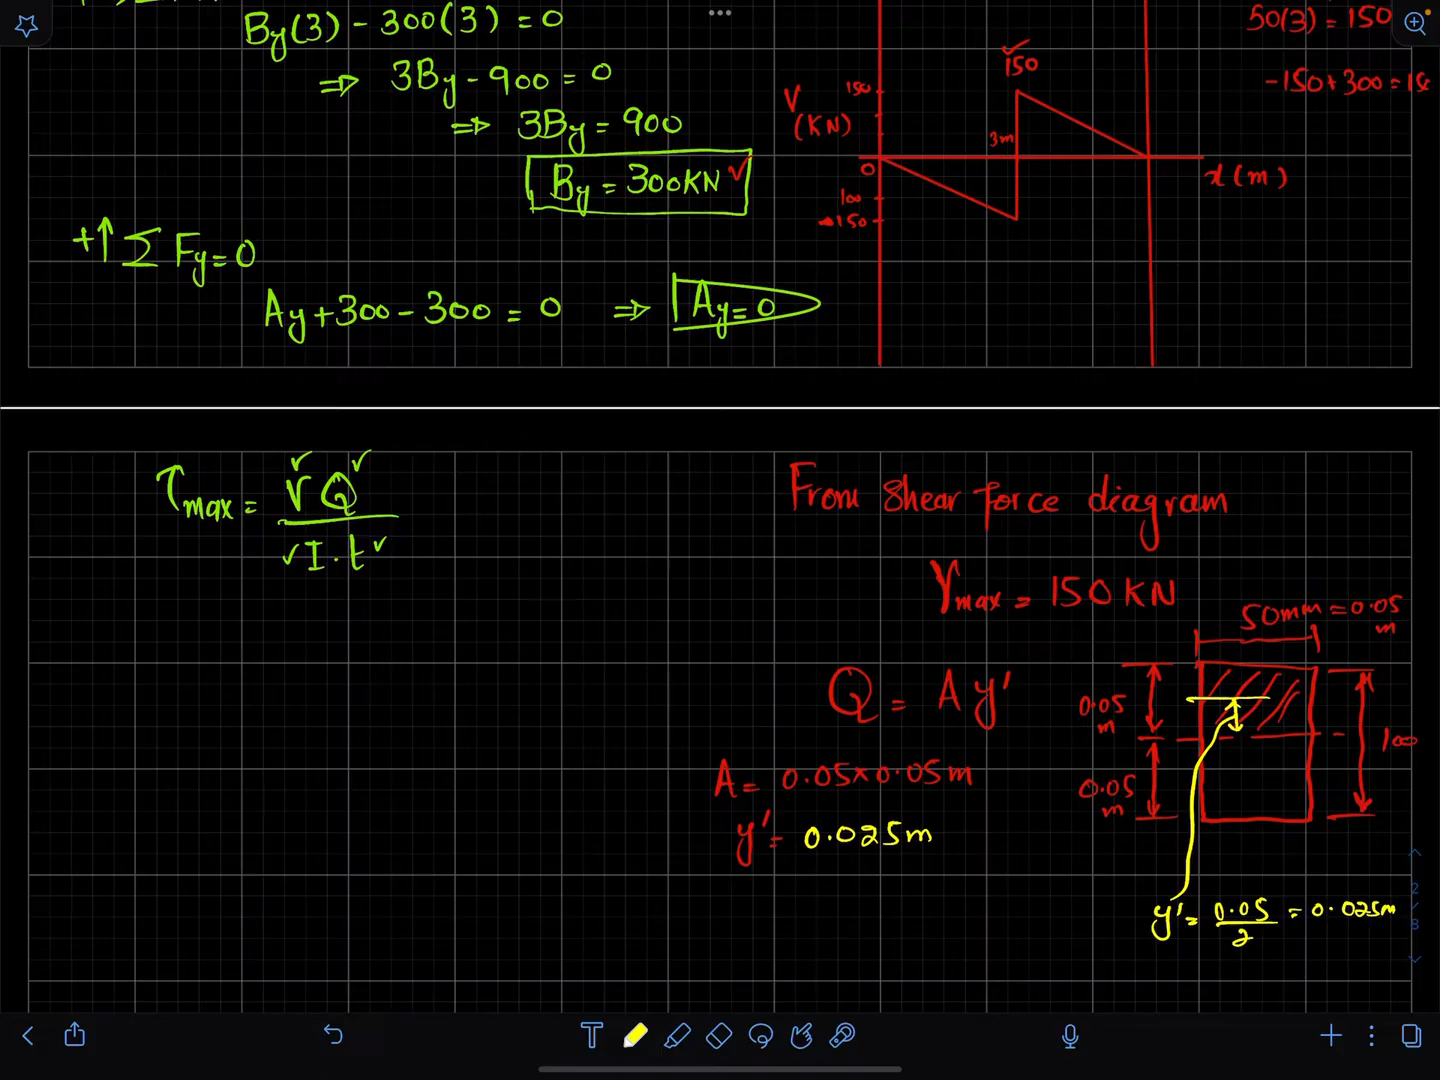 By(3) - 300(3) = 0
⇒ 3By - 900 = 0
⇒ 3By = 900
By = 300KN ✓
+↑ Σ Fy = 0
Ay + 300 - 300 = 0 ⇒ Ay = 0
50(3) = 150
-150 + 300 = 15
✓
150
V
(KN)
150
3m
0
100
-150
x(m)
τmax = VQ / I.t
From Shear force diagram
Vmax = 150 KN
50mm = 0.05
m
Q = A y'
0.05
m
0.05
m
100
A = 0.05×0.05m
y' = 0.025m
y' = 0.05 / 2 = 0.025m
2
/
8
T